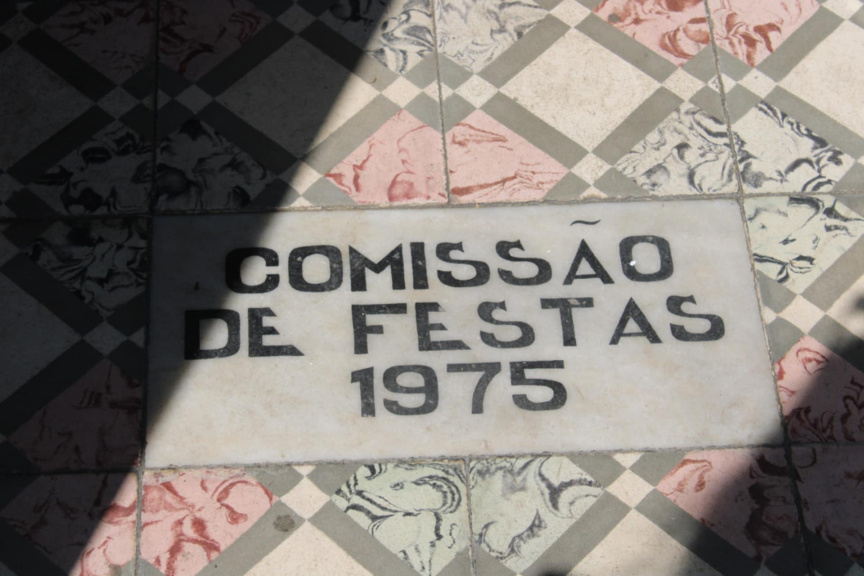 COMISSÃO
DE FESTAS
1975